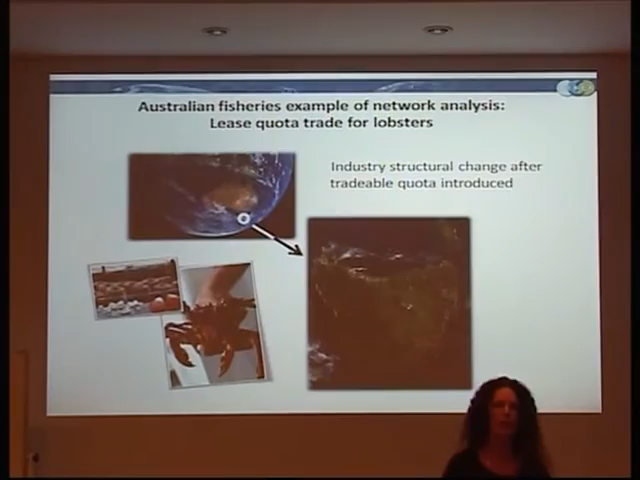 Australian fisheries example of network analysis:
Lease quota trade for lobsters
Industry structural change after
tradeable quota introduced